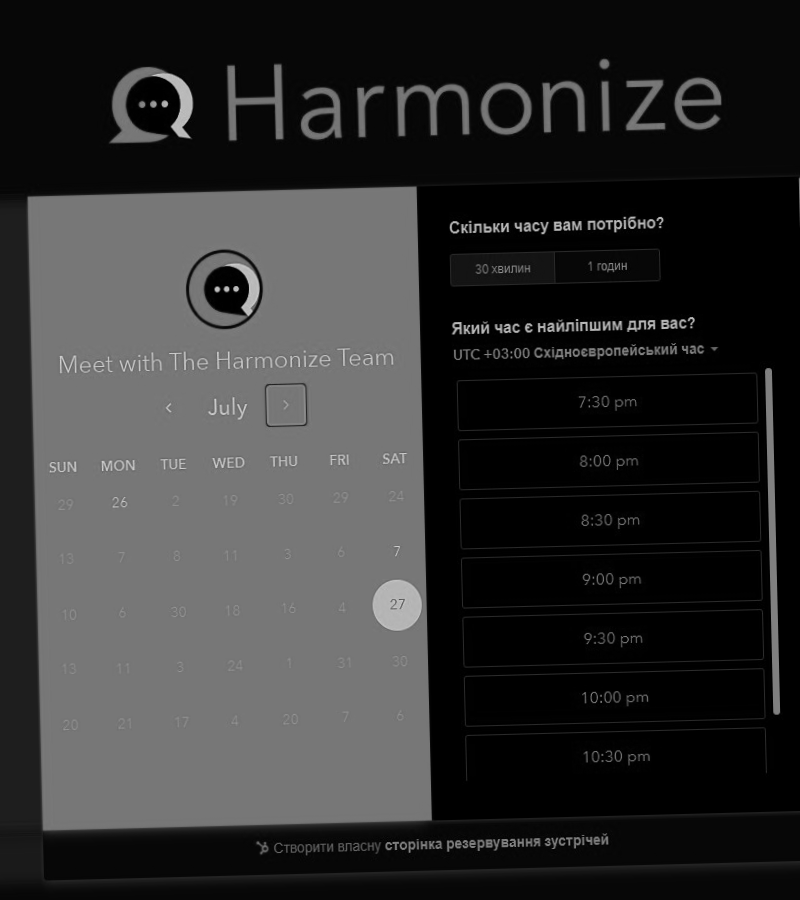 Harmonize
Meet with The Harmonize Team
July
SUN MON TUE WED THU FRI SAT
29 26 2 19 30 29 24
13 7 8 11 3 6 7
10 6 30 18 16 4 27
13 11 3 24 1 31 30
20 21 17 4 20 7 6
Скільки часу вам потрібно?
30 хвилин 1 годин
Який час є найліпшим для вас?
UTC +03:00 Східноєвропейський час
7:30 pm
8:00 pm
8:30 pm
9:00 pm
9:30 pm
10:00 pm
10:30 pm
Створити власну сторінка резервування зустрічей